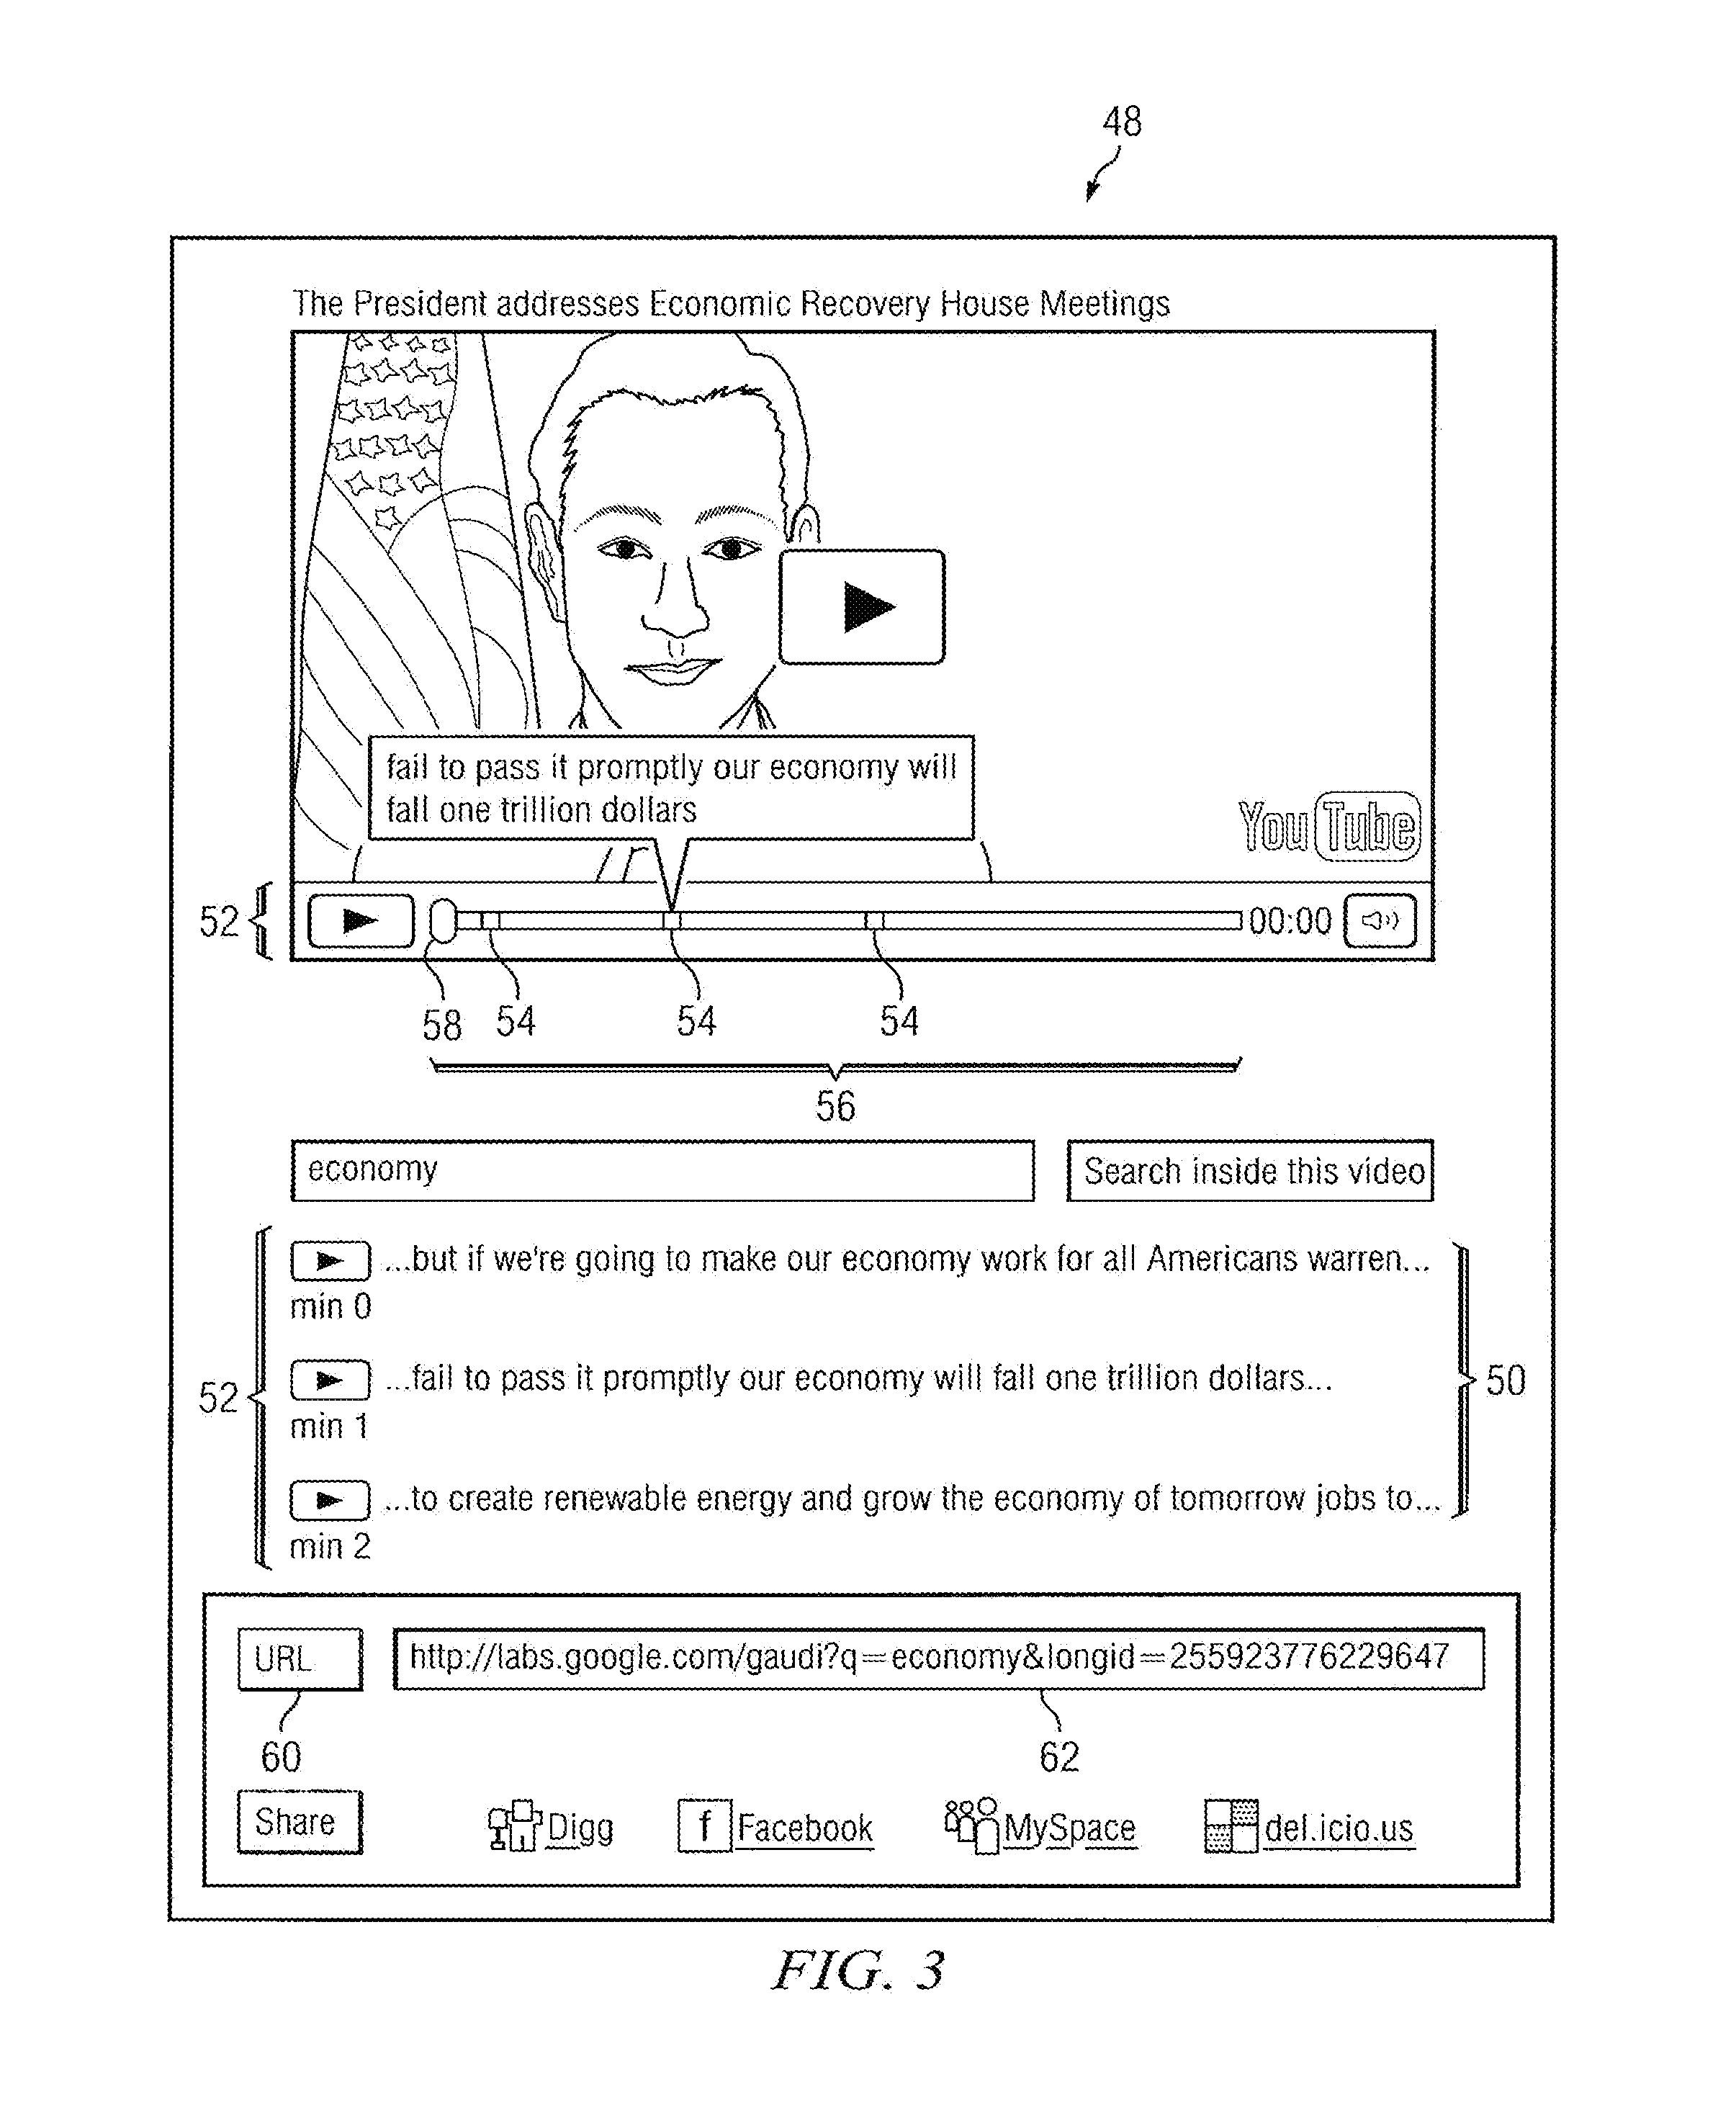 48
The President addresses Economic Recovery House Meetings
fail to pass it promptly our economy will
fall one trillion dollars
YouTube
52
00:00
58 54 54 54
56
economy
Search inside this video
...but if we're going to make our economy work for all Americans warren...
min 0
52
...fail to pass it promptly our economy will fall one trillion dollars...
50
min 1
...to create renewable energy and grow the economy of tomorrow jobs to...
min 2
URL
http://labs.google.com/gaudi?q=economy&longid=255923776229647
60
62
Share
Digg
f Facebook
MySpace
del.icio.us
FIG. 3